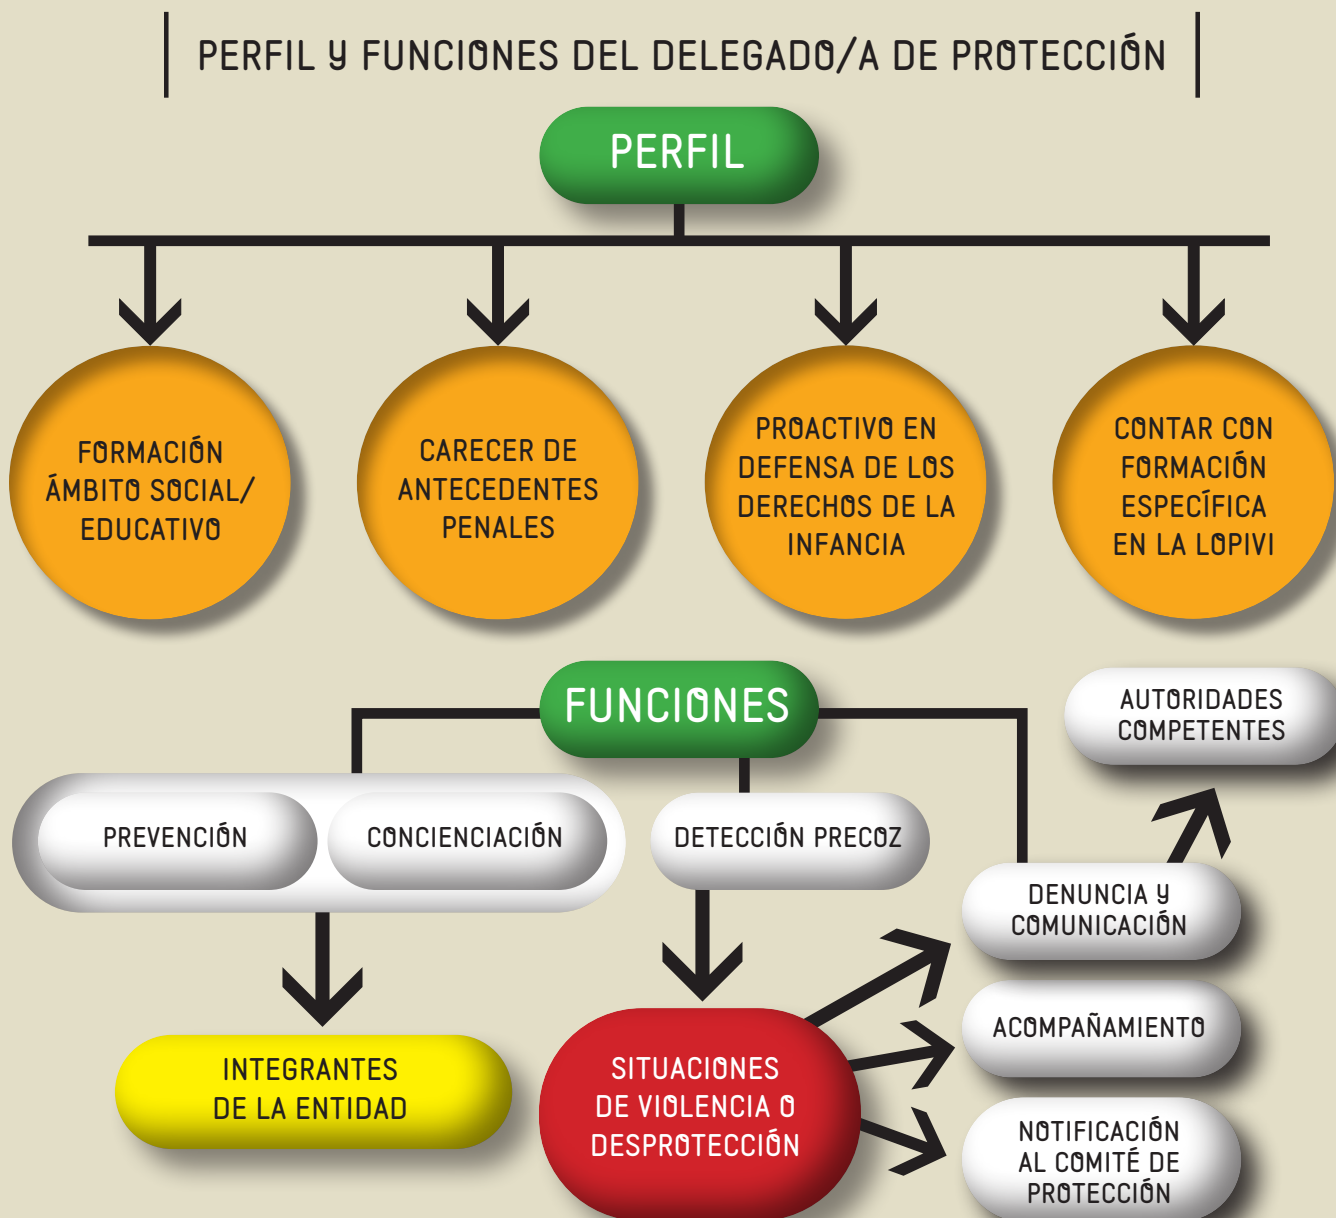 PERFIL Y FUNCIONES DEL DELEGADO/A DE PROTECCIÓN
PERFIL
FORMACIÓN
ÁMBITO SOCIAL/
EDUCATIVO
CARECER DE
ANTECEDENTES
PENALES
PROACTIVO EN
DEFENSA DE LOS
DERECHOS DE LA
INFANCIA
CONTAR CON
FORMACIÓN
ESPECÍFICA
EN LA LOPIVI
FUNCIONES
AUTORIDADES
COMPETENTES
PREVENCIÓN
CONCIENCIACIÓN
DETECCIÓN PRECOZ
DENUNCIA Y
COMUNICACIÓN
ACOMPAÑAMIENTO
INTEGRANTES
DE LA ENTIDAD
SITUACIONES
DE VIOLENCIA O
DESPROTECCIÓN
NOTIFICACIÓN
AL COMITÉ DE
PROTECCIÓN